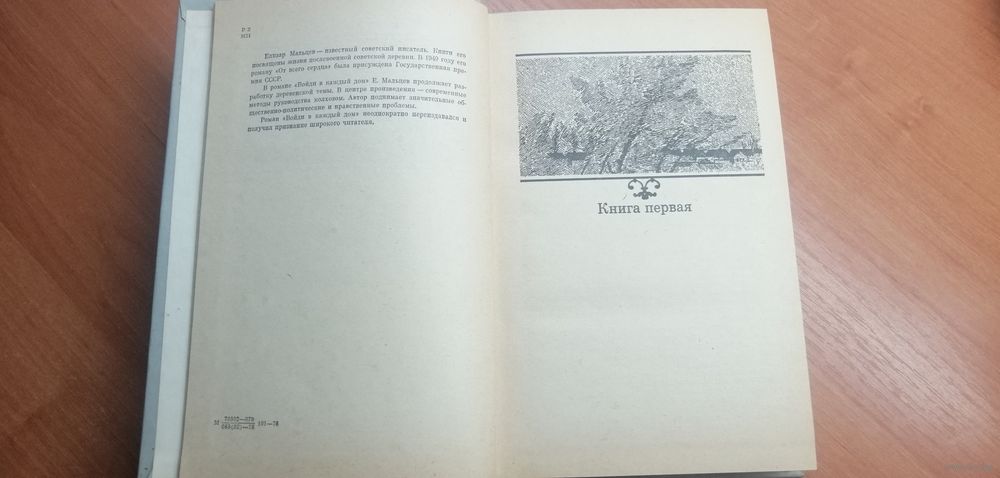 Р 2
М21
Елизар Мальцев — известный советский писатель. Книги его
посвящены жизни послевоенной советской деревни. В 1949 году его
роману «От всего сердца» была присуждена Государственная пре-
мия СССР.
В романе «Войди в каждый дом» Е. Мальцев продолжает раз-
работку деревенской темы. В центре произведения — современные
методы руководства колхозом. Автор поднимает значительные об-
щественно-политические и нравственные проблемы.
Роман «Войди в каждый дом» неоднократно переиздавался и
получил признание широкого читателя.
101—78
Книга первая